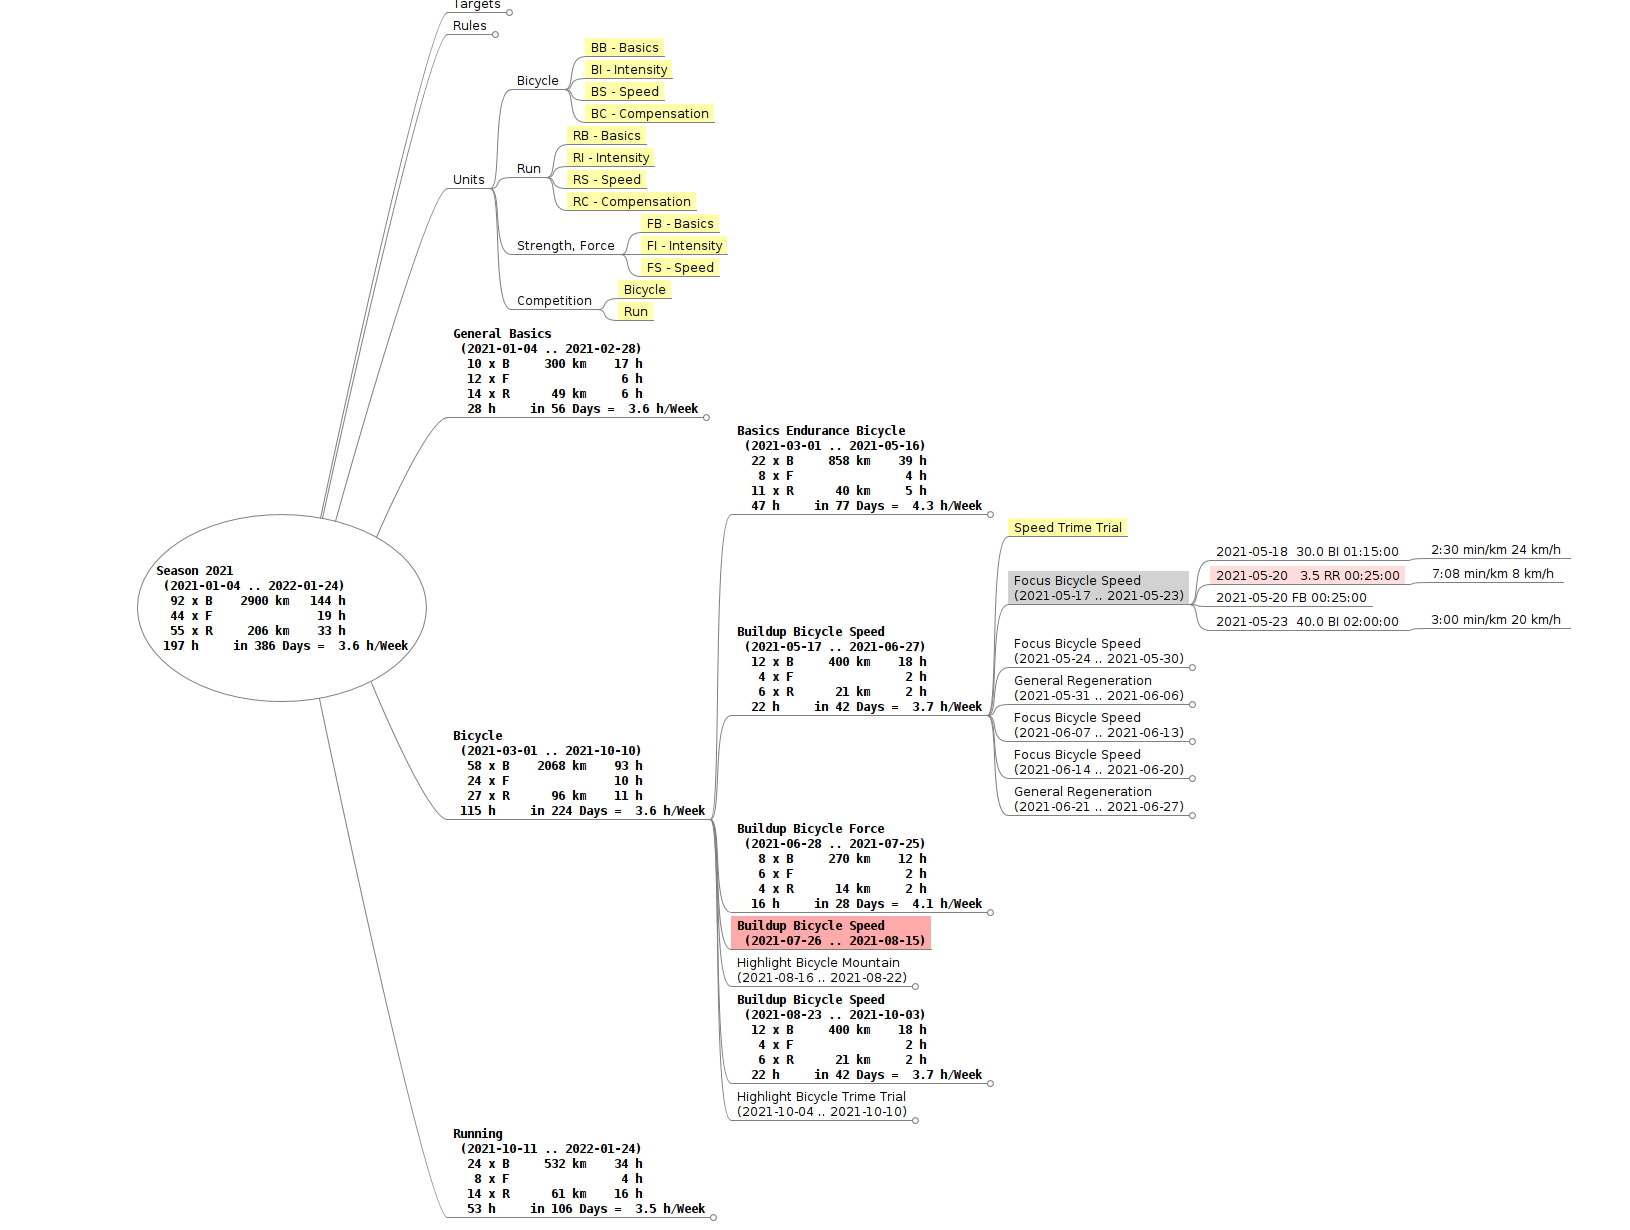 Targets
Rules
Units
Bicycle
BB - Basics
BI - Intensity
BS - Speed
BC - Compensation
Run
RB - Basics
RI - Intensity
RS - Speed
RC - Compensation
Strength, Force
FB - Basics
FI - Intensity
FS - Speed
Competition
Bicycle
Run
General Basics
(2021-01-04 .. 2021-02-28)
10 x B 300 km 17 h
12 x F 6 h
14 x R 49 km 6 h
28 h in 56 Days = 3.6 h/Week
Season 2021
(2021-01-04 .. 2022-01-24)
92 x B 2900 km 144 h
44 x F 19 h
55 x R 206 km 33 h
197 h in 386 Days = 3.6 h/Week
Bicycle
(2021-03-01 .. 2021-10-10)
58 x B 2068 km 93 h
24 x F 10 h
27 x R 96 km 11 h
115 h in 224 Days = 3.6 h/Week
Basics Endurance Bicycle
(2021-03-01 .. 2021-05-16)
22 x B 858 km 39 h
8 x F 4 h
11 x R 40 km 5 h
47 h in 77 Days = 4.3 h/Week
Buildup Bicycle Speed
(2021-05-17 .. 2021-06-27)
12 x B 400 km 18 h
4 x F 2 h
6 x R 21 km 2 h
22 h in 42 Days = 3.7 h/Week
Speed Trime Trial
Focus Bicycle Speed
(2021-05-17 .. 2021-05-23)
2021-05-18 30.0 BI 01:15:00
2:30 min/km 24 km/h
2021-05-20 3.5 RR 00:25:00
7:08 min/km 8 km/h
2021-05-20 FB 00:25:00
2021-05-23 40.0 BI 02:00:00
3:00 min/km 20 km/h
Focus Bicycle Speed
(2021-05-24 .. 2021-05-30)
General Regeneration
(2021-05-31 .. 2021-06-06)
Focus Bicycle Speed
(2021-06-07 .. 2021-06-13)
Focus Bicycle Speed
(2021-06-14 .. 2021-06-20)
General Regeneration
(2021-06-21 .. 2021-06-27)
Buildup Bicycle Force
(2021-06-28 .. 2021-07-25)
8 x B 270 km 12 h
6 x F 2 h
4 x R 14 km 2 h
16 h in 28 Days = 4.1 h/Week
Buildup Bicycle Speed
(2021-07-26 .. 2021-08-15)
Highlight Bicycle Mountain
(2021-08-16 .. 2021-08-22)
Buildup Bicycle Speed
(2021-08-23 .. 2021-10-03)
12 x B 400 km 18 h
4 x F 2 h
6 x R 21 km 2 h
22 h in 42 Days = 3.7 h/Week
Highlight Bicycle Trime Trial
(2021-10-04 .. 2021-10-10)
Running
(2021-10-11 .. 2022-01-24)
24 x B 532 km 34 h
8 x F 4 h
14 x R 61 km 16 h
53 h in 106 Days = 3.5 h/Week